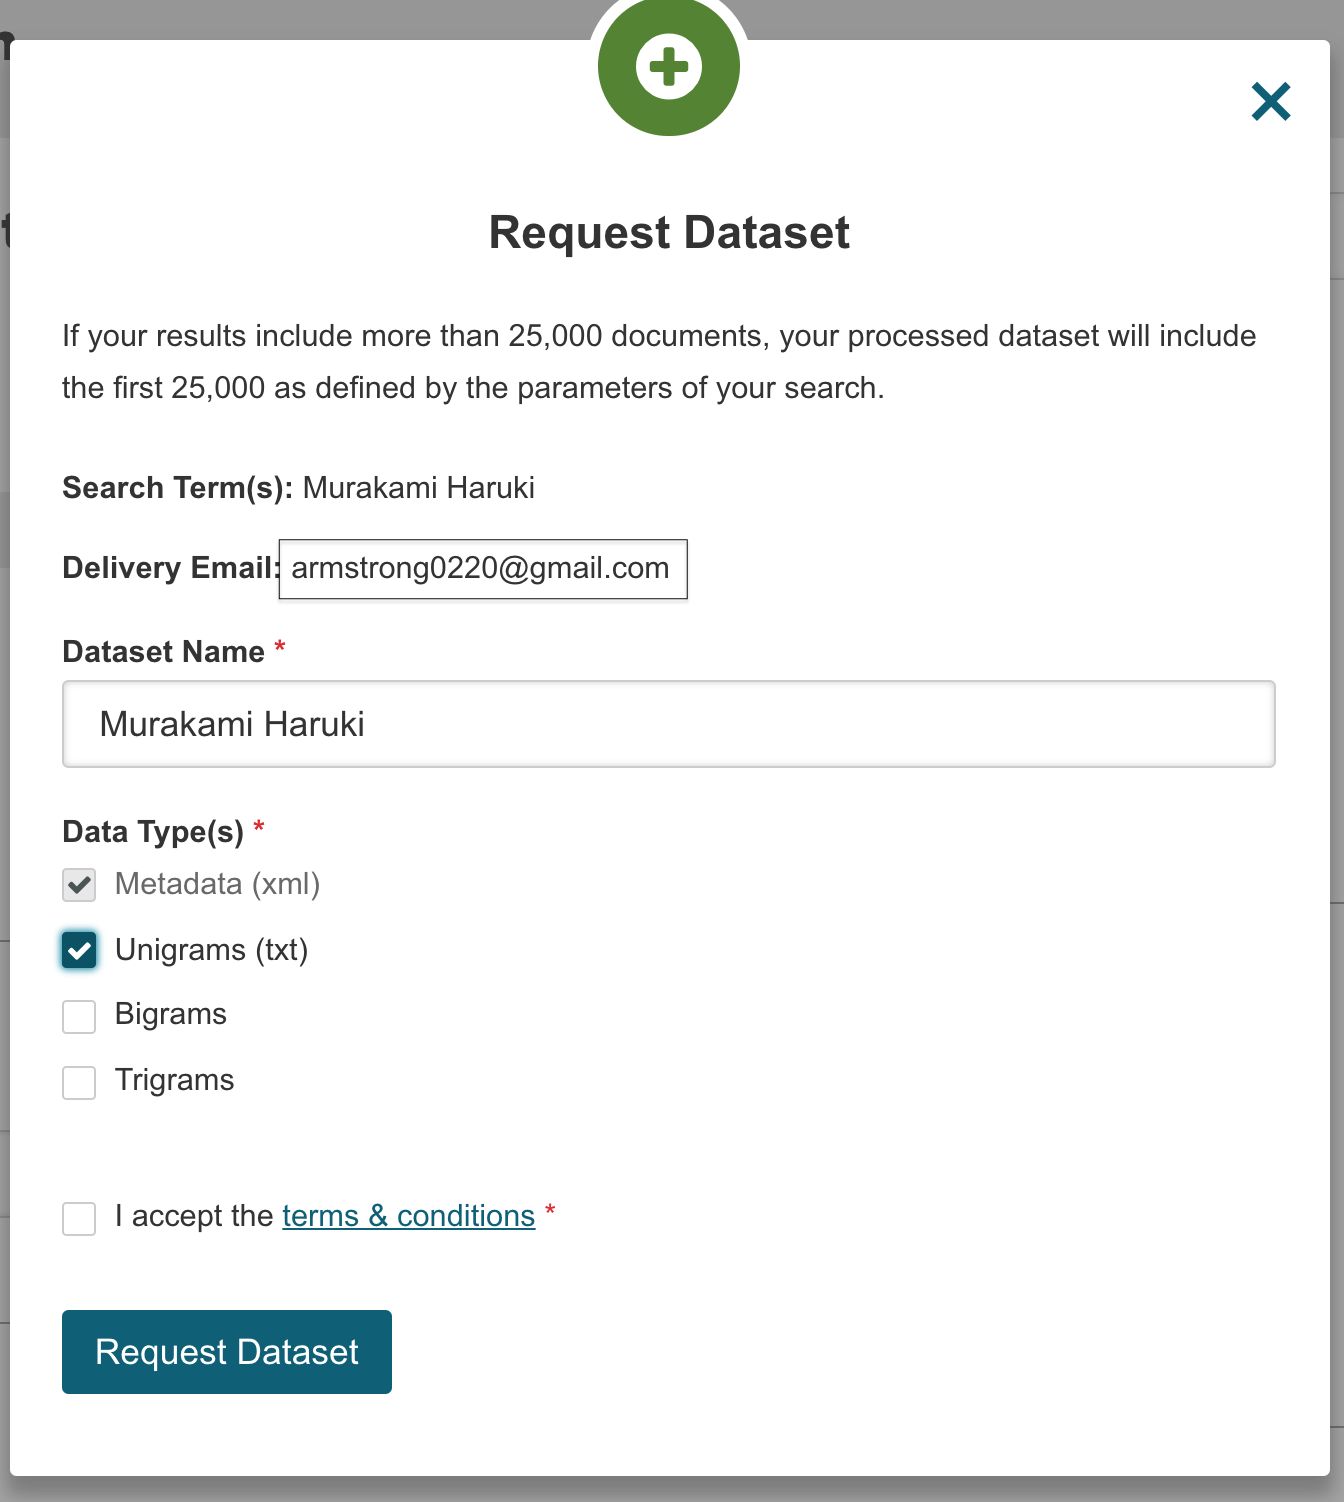 Request Dataset
If your results include more than 25,000 documents, your processed dataset will include
the first 25,000 as defined by the parameters of your search.
Search Term(s): Murakami Haruki
Delivery Email: armstrong0220@gmail.com
Dataset Name *
Murakami Haruki
Data Type(s) *
Metadata (xml)
Unigrams (txt)
Bigrams
Trigrams
I accept the terms & conditions *
Request Dataset